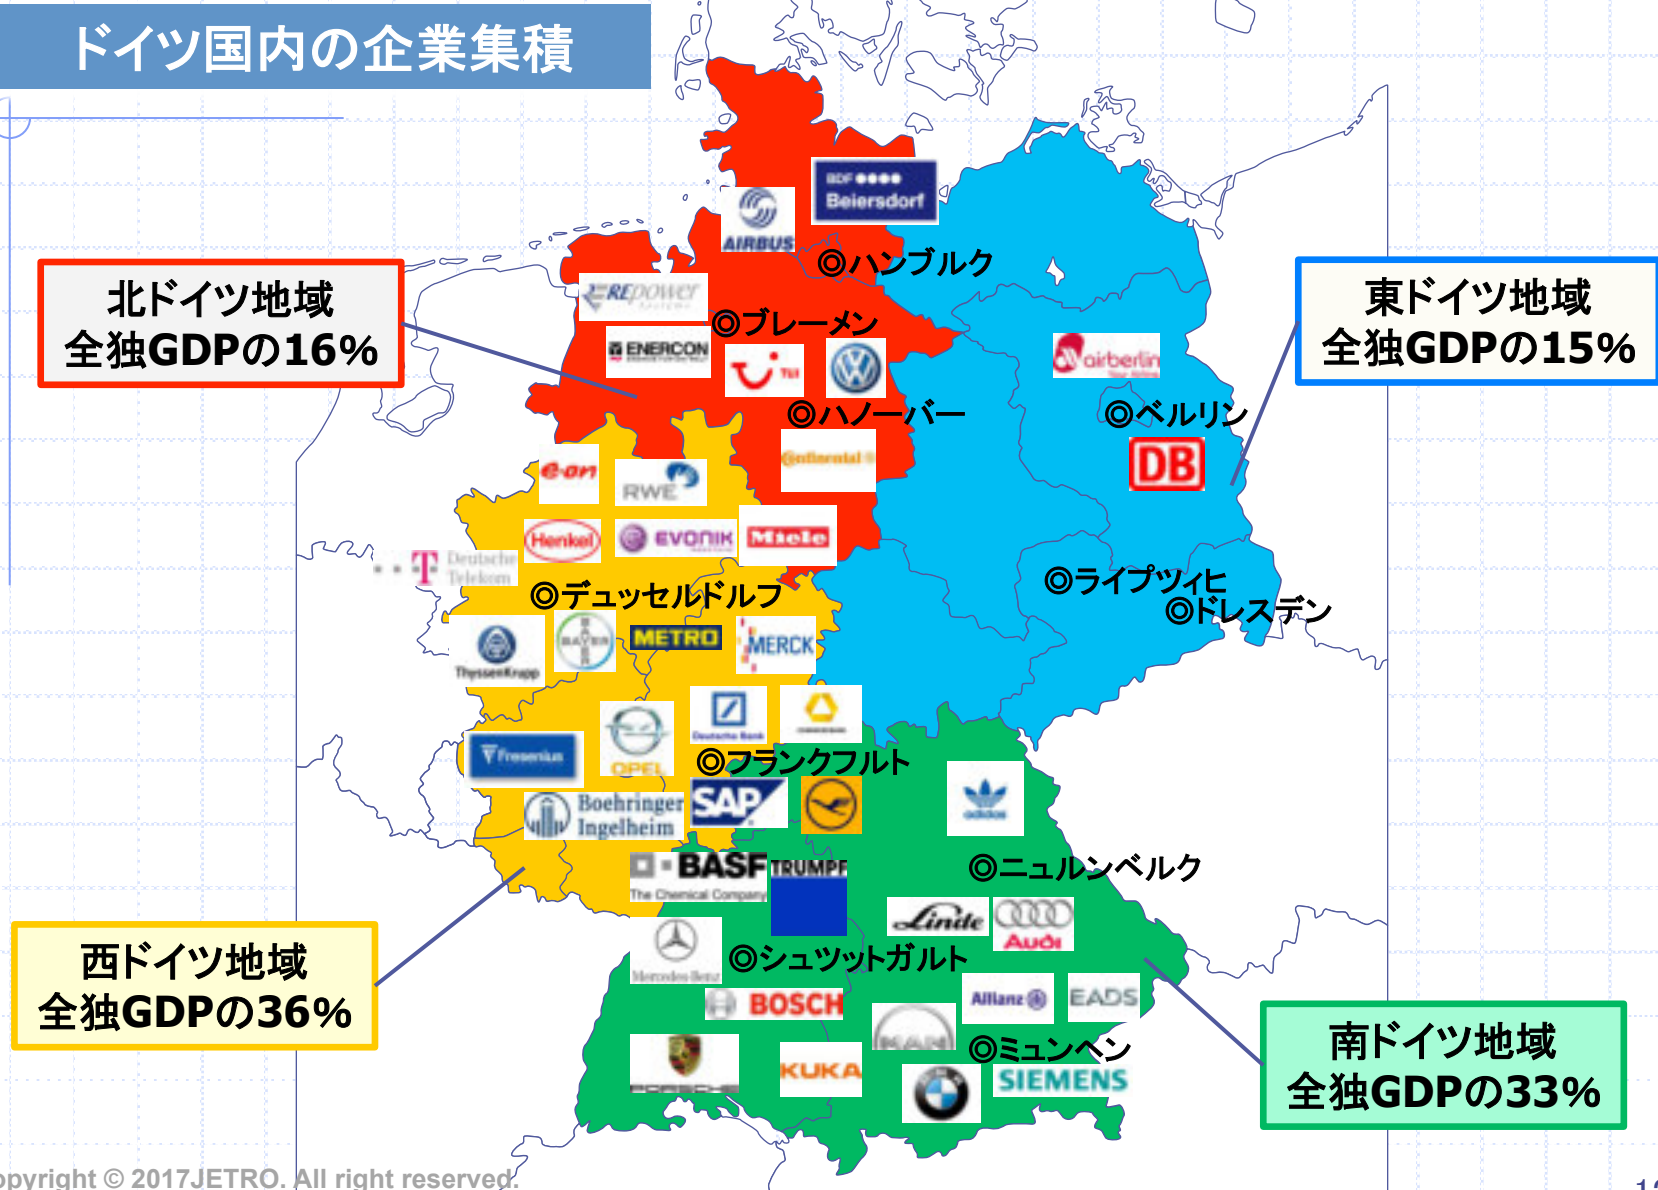 ドイツ国内の企業集積
BDF
Beiersdorf
AIRBUS
◎ハンブルク
北ドイツ地域
全独GDPの16%
東ドイツ地域
全独GDPの15%
REpower
SYSTEMS
◎ブレーメン
ENERCON
TUI
airberlin
◎ハノーバー
◎ベルリン
Continental
DB
e·on
RWE
Henkel
EVONIK
Miele
Deutsche
T
Telekom
◎デュッセルドルフ
◎ライプツィヒ
◎ドレスデン
BAYER
METRO
MERCK
ThyssenKrupp
Deutsche Bank
Fresenius
OPEL
◎フランクフルト
Boehringer
Ingelheim
SAP
adidas
BASF
The Chemical Company
TRUMPF
◎ニュルンベルク
Linde
Audi
Mercedes-Benz
◎シュツットガルト
西ドイツ地域
全独GDPの36%
BOSCH
Allianz
EADS
MAN
◎ミュンヘン
南ドイツ地域
全独GDPの33%
PORSCHE
KUKA
BMW
SIEMENS
opyright © 2017JETRO. All right reserved.